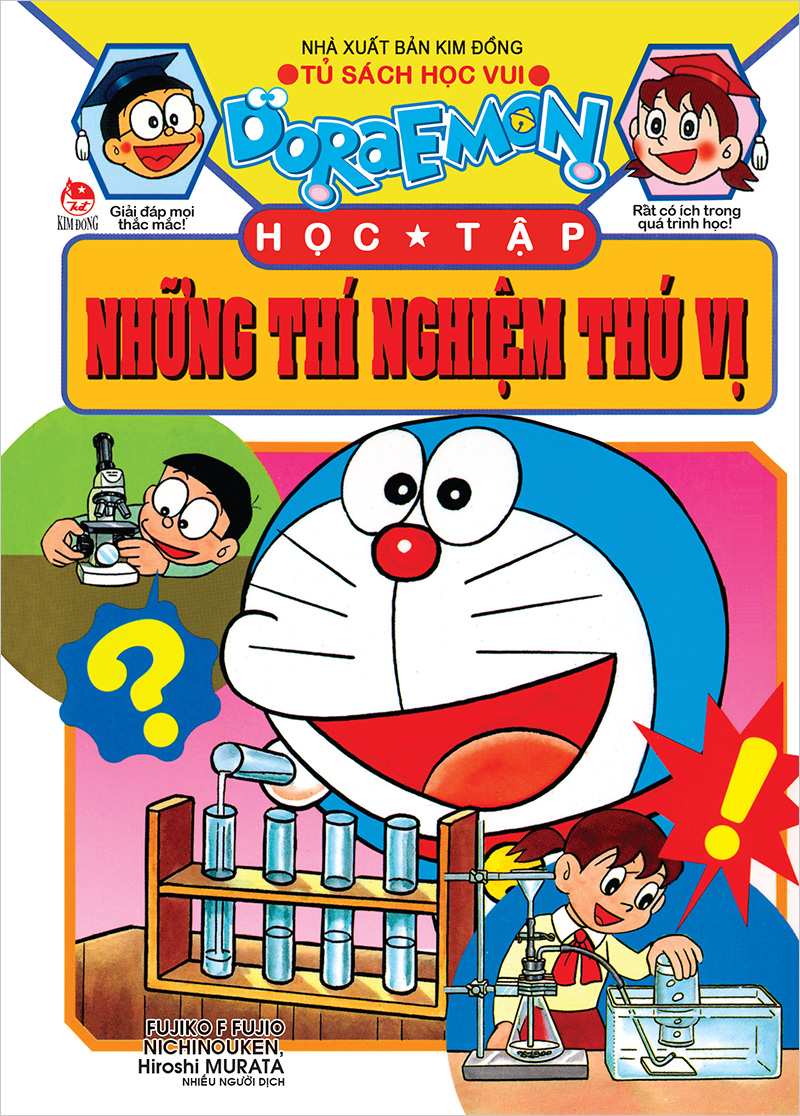 NHÀ XUẤT BẢN KIM ĐỒNG
●TỦ SÁCH HỌC VUI●
DORAEMON
KIM ĐỒNG
Giải đáp mọi
thắc mắc!
Rất có ích trong
quá trình học!
HỌC ★ TẬP
NHỮNG THÍ NGHIỆM THÚ VỊ
?
!
FUJIKO F FUJIO
NICHINOUKEN,
Hiroshi MURATA
NHIỀU NGƯỜI DỊCH